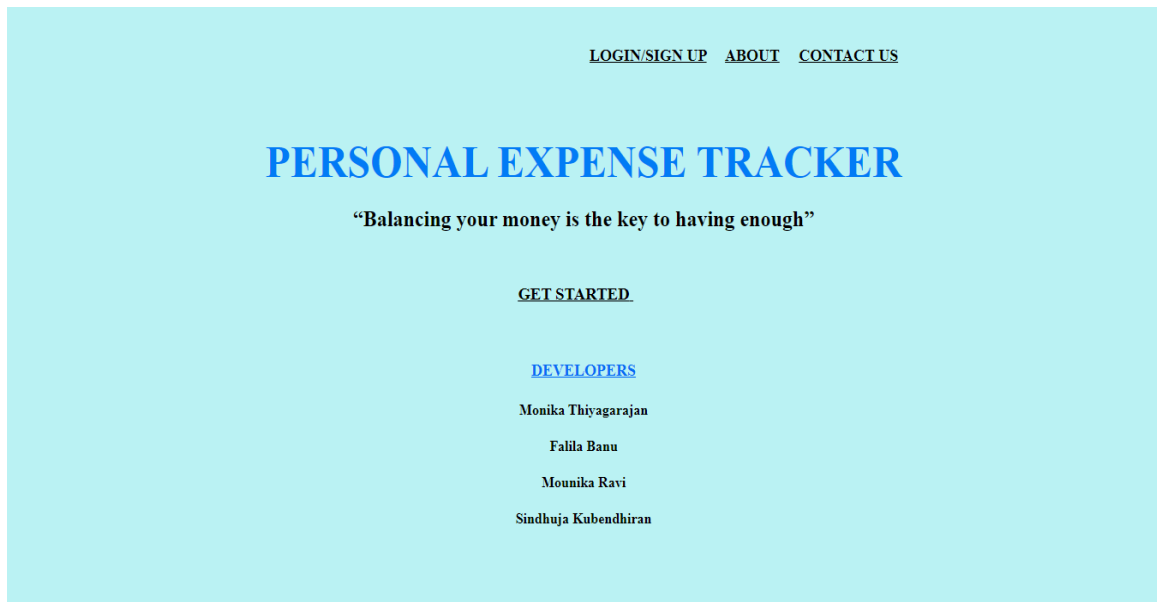 LOGIN/SIGN UP ABOUT CONTACT US
PERSONAL EXPENSE TRACKER
“Balancing your money is the key to having enough”
GET STARTED
DEVELOPERS
Monika Thiyagarajan
Falila Banu
Mounika Ravi
Sindhuja Kubendhiran